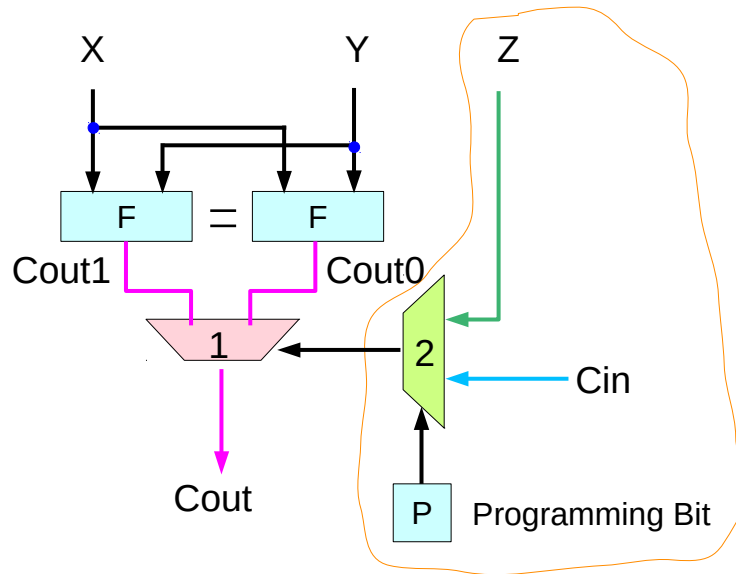 X
Y
Z
F
=
F
Cout1
Cout0
1
2
Cin
Cout
P
Programming Bit